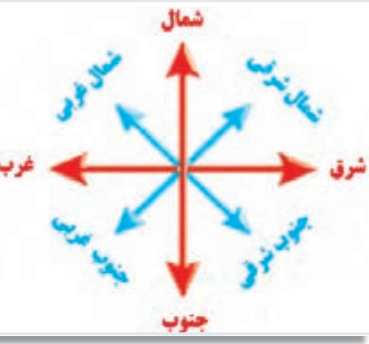 شمال
شمال شرقی
شمال غربی
شرق
غرب
جنوب شرقی
جنوب غربی
جنوب